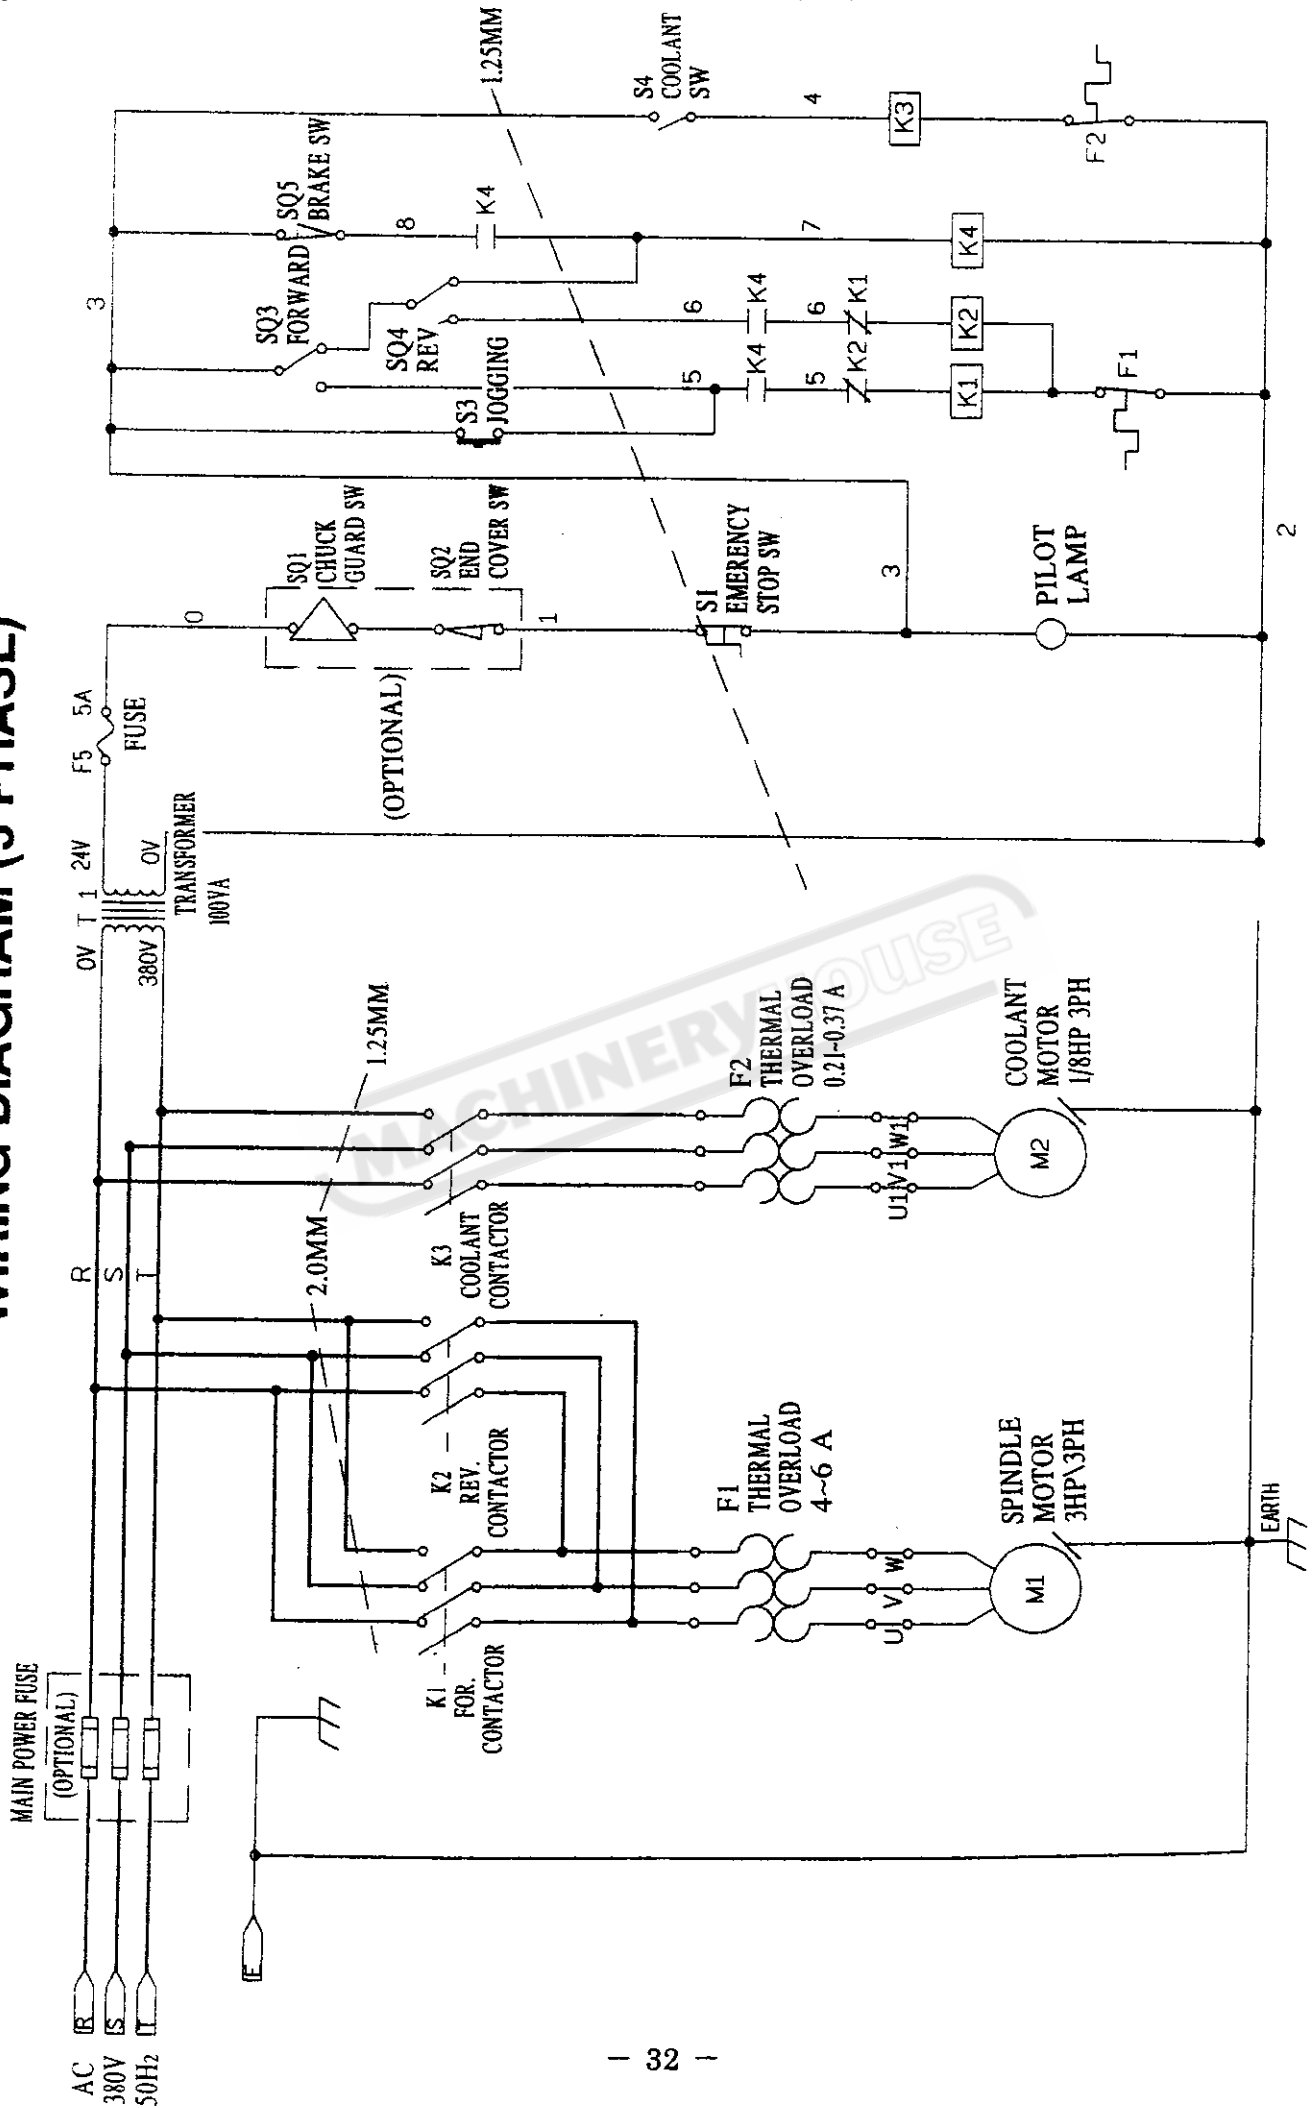 WIRING DIAGRAM (3 PHASE)
AC
380V
50H2
R
S
T
E
MAIN POWER FUSE
(OPTIONAL)
R
S
T
2.0MM
1.25MM
K1
FOR.
CONTACTOR
K2
REV.
CONTACTOR
K3
COOLANT
CONTACTOR
F1
THERMAL
OVERLOAD
4~6 A
F2
THERMAL
OVERLOAD
0.21~0.37 A
U
V
W
U1
V1
W1
M1
SPINDLE
MOTOR
3HP\3PH
M2
COOLANT
MOTOR
1/8HP 3PH
EARTH
0V
T1
24V
380V
0V
TRANSFORMER
100VA
F5
5A
FUSE
0
(OPTIONAL)
SQ1
CHUCK
GUARD SW
SQ2
END
COVER SW
1
S1
EMERENCY
STOP SW
3
PILOT
LAMP
2
3
S3
JOGGING
SQ3
FORWARD
SQ4
REV
SQ5
BRAKE SW
8
K4
1.25MM
5
K4
5
K2
K1
6
K4
6
K1
K2
F1
7
K4
S4
COOLANT
SW
4
K3
F2
MACHINERYHOUSE
– 32 –